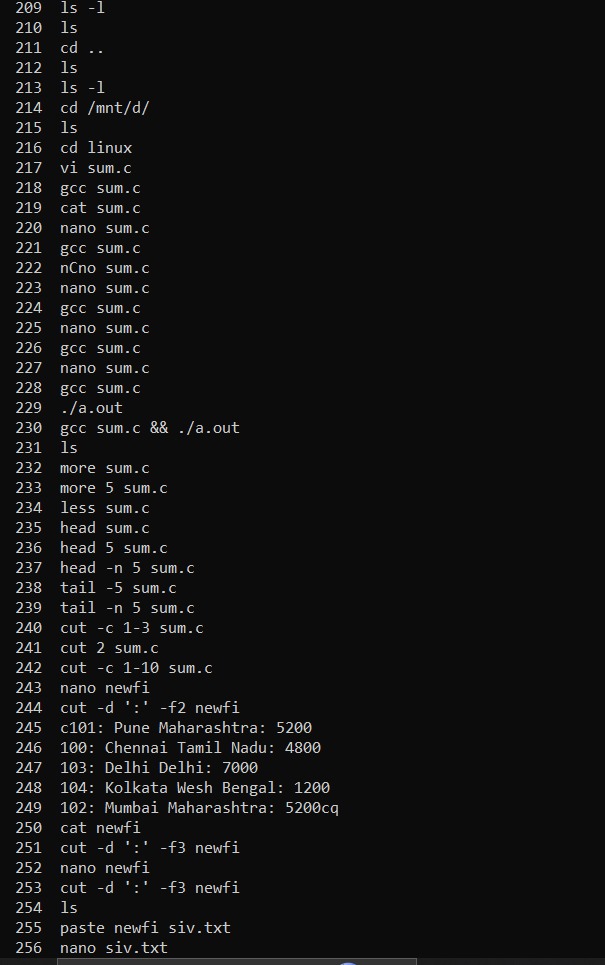 209 ls -l
210 ls
211 cd ..
212 ls
213 ls -l
214 cd /mnt/d/
215 ls
216 cd linux
217 vi sum.c
218 gcc sum.c
219 cat sum.c
220 nano sum.c
221 gcc sum.c
222 nCno sum.c
223 nano sum.c
224 gcc sum.c
225 nano sum.c
226 gcc sum.c
227 nano sum.c
228 gcc sum.c
229 ./a.out
230 gcc sum.c && ./a.out
231 ls
232 more sum.c
233 more 5 sum.c
234 less sum.c
235 head sum.c
236 head 5 sum.c
237 head -n 5 sum.c
238 tail -5 sum.c
239 tail -n 5 sum.c
240 cut -c 1-3 sum.c
241 cut 2 sum.c
242 cut -c 1-10 sum.c
243 nano newfi
244 cut -d ':' -f2 newfi
245 c101: Pune Maharashtra: 5200
246 100: Chennai Tamil Nadu: 4800
247 103: Delhi Delhi: 7000
248 104: Kolkata Wesh Bengal: 1200
249 102: Mumbai Maharashtra: 5200cq
250 cat newfi
251 cut -d ':' -f3 newfi
252 nano newfi
253 cut -d ':' -f3 newfi
254 ls
255 paste newfi siv.txt
256 nano siv.txt